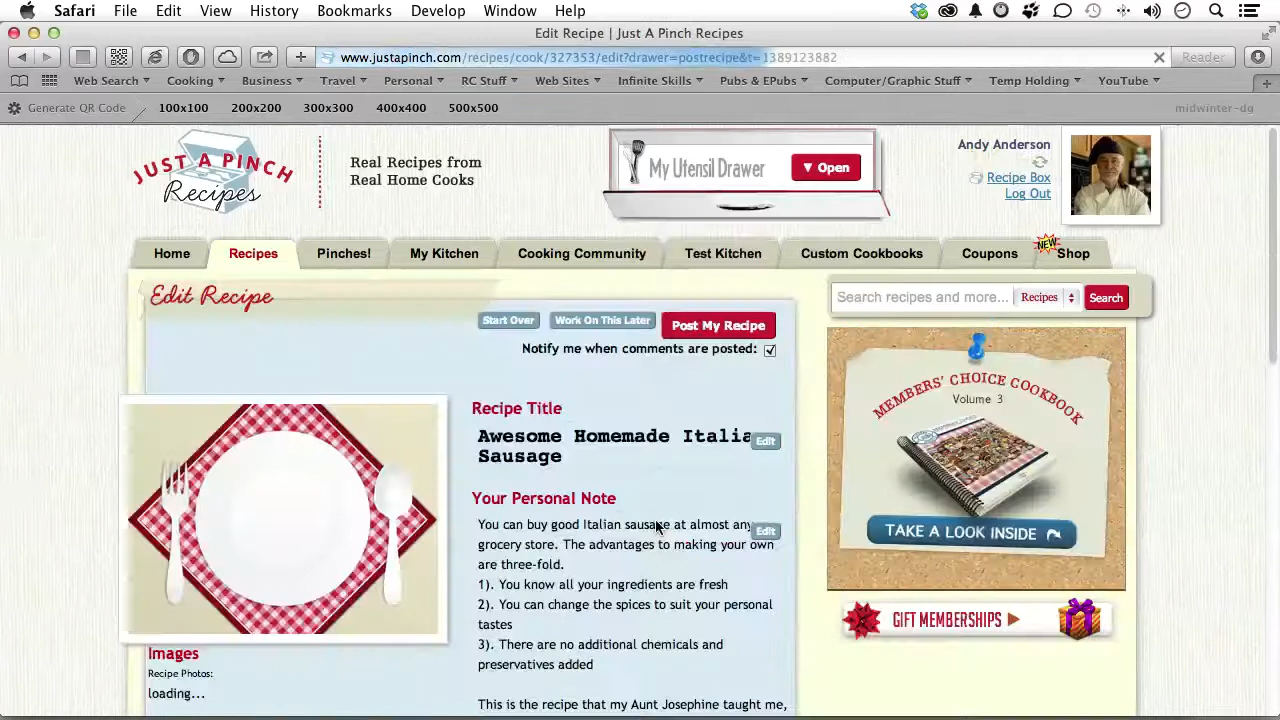 Safari File Edit View History Bookmarks Develop Window Help
Edit Recipe | Just A Pinch Recipes
www.justapinch.com/recipes/cook/327353/edit?drawer=postrecipe&t=1389123882
Reader
Web Search Cooking Business Travel Personal RC Stuff Web Sites Infinite Skills Pubs & EPUBs Computer/Graphic Stuff Temp Holding YouTube
Generate QR Code 100x100 200x200 300x300 400x400 500x500 midwinter-dg
JUST A PINCH
Recipes
Real Recipes from
Real Home Cooks
My Utensil Drawer
▼ Open
Andy Anderson
Recipe Box
Log Out
Home Recipes Pinches! My Kitchen Cooking Community Test Kitchen Custom Cookbooks Coupons NEW Shop
Edit Recipe
Search recipes and more... Recipes Search
Start Over Work On This Later Post My Recipe
Notify me when comments are posted:
Recipe Title
Awesome Homemade Italia
Edit
Sausage
Your Personal Note
You can buy good Italian sausage at almost any
Edit
grocery store. The advantages to making your own
are three-fold.
1). You know all your ingredients are fresh
2). You can change the spices to suit your personal
tastes
3). There are no additional chemicals and
preservatives added
This is the recipe that my Aunt Josephine taught me,
Images
Recipe Photos:
loading...
MEMBERS' CHOICE COOKBOOK
Volume 3
TAKE A LOOK INSIDE
GIFT MEMBERSHIPS